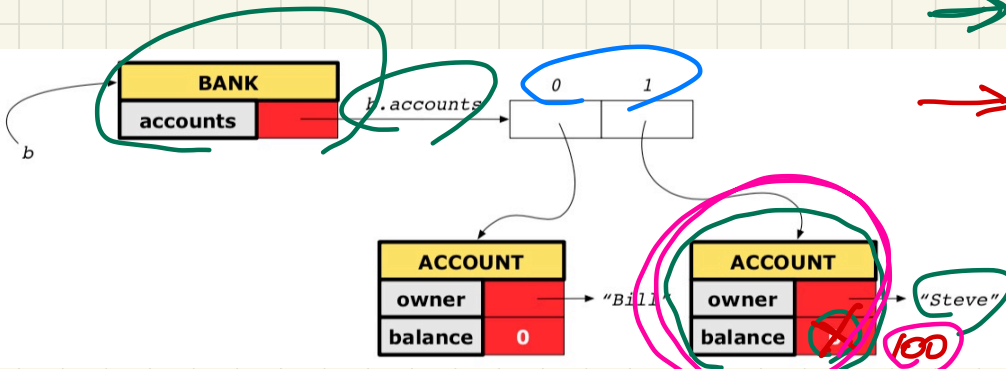 BANK
accounts
b
b.accounts
0 1
ACCOUNT
owner
"Bill"
balance
0
ACCOUNT
owner
"Steve"
balance
100